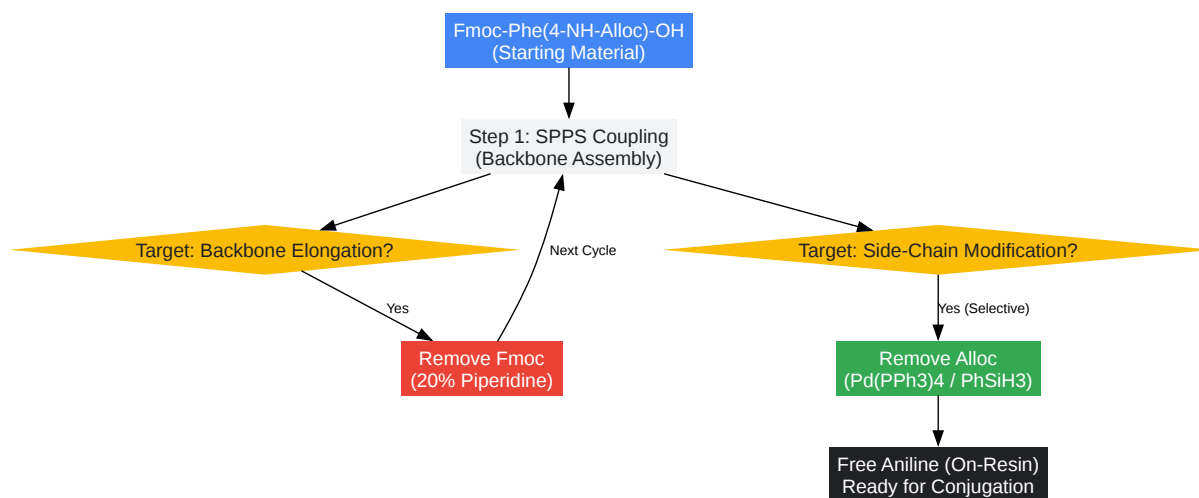 Fmoc-Phe(4-NH-Alloc)-OH
(Starting Material)
Step 1: SPPS Coupling
(Backbone Assembly)
Target: Backbone Elongation?
Target: Side-Chain Modification?
Next Cycle
Yes
Yes (Selective)
Remove Fmoc
(20% Piperidine)
Remove Alloc
(Pd(PPh3)4 / PhSiH3)
Free Aniline (On-Resin)
Ready for Conjugation